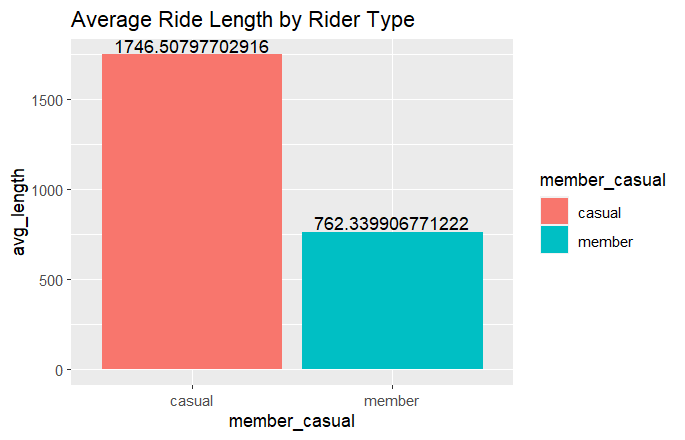 Average Ride Length by Rider Type
1746.50797702916
762.339906771222
1500
1000
500
0
avg_length
casual
member
member_casual
member_casual
casual
member